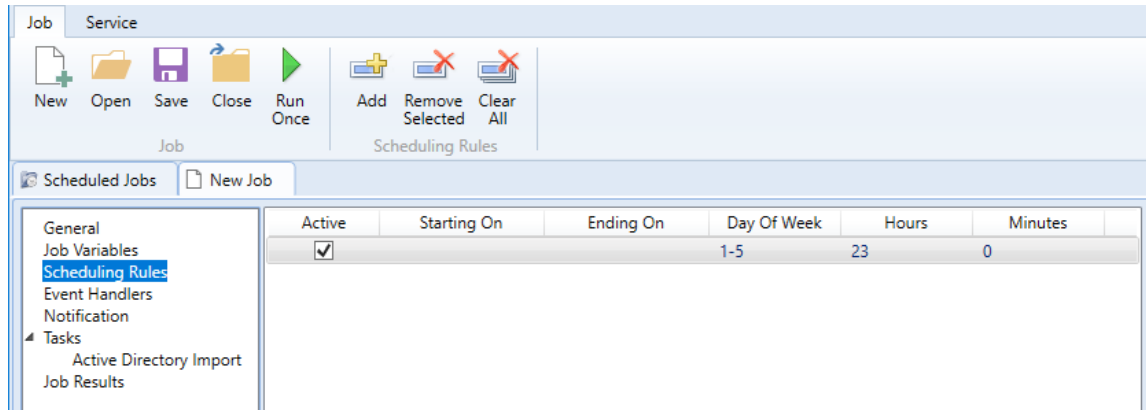 Job Service
New Open Save Close Run Once Add Remove Selected Clear All
Job Scheduling Rules
Scheduled Jobs New Job
General
Job Variables
Scheduling Rules
Event Handlers
Notification
Tasks
Active Directory Import
Job Results
Active Starting On Ending On Day Of Week Hours Minutes
1-5 23 0